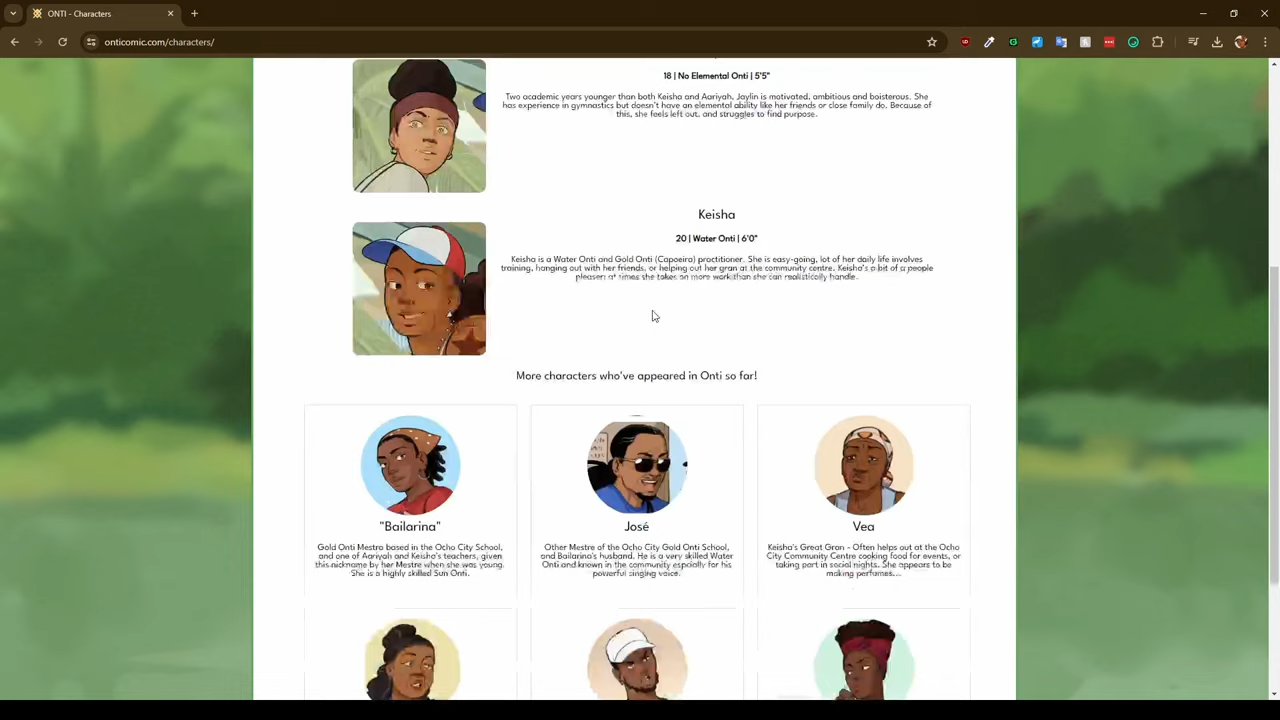 ONTI - Characters
onticomic.com/characters/
18 | No Elemental Onti | 5'5"
Two academic years younger than both Keisha and Aariyah, Jaylin is motivated, ambitious and boisterous. She
has experience in gymnastics but doesn't have an elemental ability like her friends or close family do. Because of
this, she feels left out, and struggles to find purpose.
Keisha
20 | Water Onti | 6'0"
Keisha is a Water Onti and Gold Onti (Capoeira) practitioner. She is easy-going, lot of her daily life involves
training, hanging out with her friends, or helping out her gran at the community centre. Keisha's a bit of a people
pleaser; at times she takes on more work than she can realistically handle.
More characters who've appeared in Onti so far!
"Bailarina"
Gold Onti Mestra based in the Ocho City School,
and one of Aariyah and Keisha's teachers, given
this nickname by her Mestre when she was young.
She is a highly skilled Sun Onti.
José
Other Mestre of the Ocho City Gold Onti School,
and Bailarina's husband. He is a very skilled Water
Onti and known in the community espcially for his
powerful singing voice.
Vea
Keisha's Great Gran - Often helps out at the Ocho
City Community Centre cooking food for events, or
taking part in social nights. She appears to be
making perfumes...